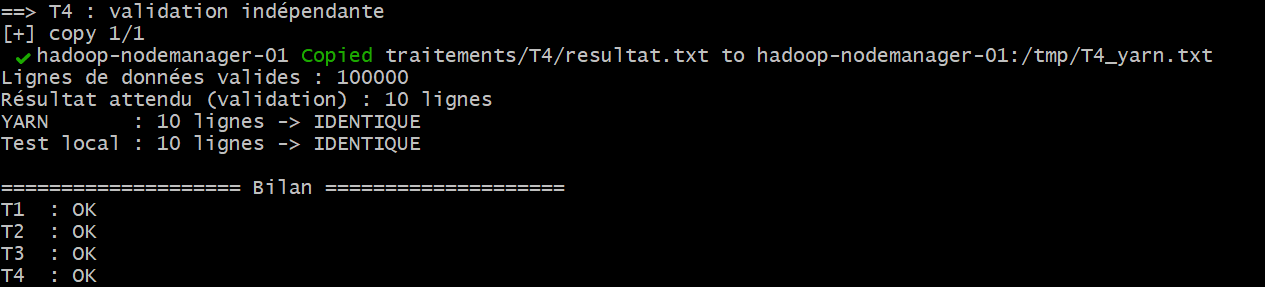 ==> T4 : validation indépendante
[+] copy 1/1
✔ hadoop-nodemanager-01 Copied traitements/T4/resultat.txt to hadoop-nodemanager-01:/tmp/T4_yarn.txt
Lignes de données valides : 100000
Résultat attendu (validation) : 10 lignes
YARN       : 10 lignes -> IDENTIQUE
Test local : 10 lignes -> IDENTIQUE
==================== Bilan ====================
T1  : OK
T2  : OK
T3  : OK
T4  : OK